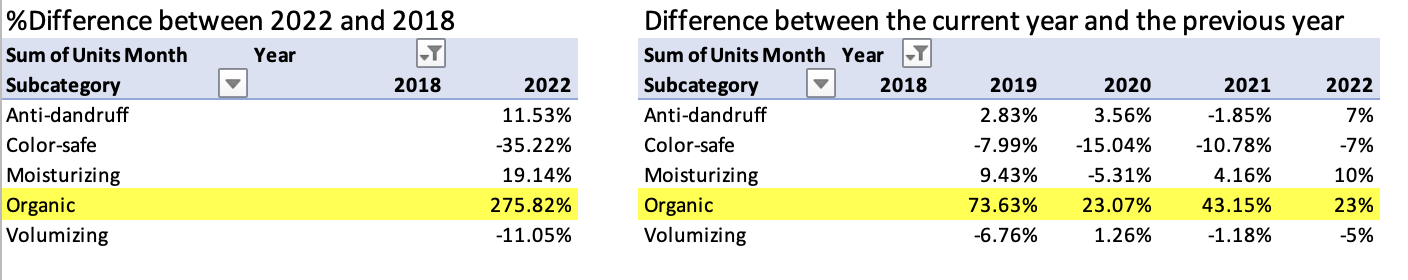 %Difference between 2022 and 2018
Sum of Units Month Year
Subcategory 2018 2022
Anti-dandruff 11.53%
Color-safe -35.22%
Moisturizing 19.14%
Organic 275.82%
Volumizing -11.05%
Difference between the current year and the previous year
Sum of Units Month Year
Subcategory 2018 2019 2020 2021 2022
Anti-dandruff 2.83% 3.56% -1.85% 7%
Color-safe -7.99% -15.04% -10.78% -7%
Moisturizing 9.43% -5.31% 4.16% 10%
Organic 73.63% 23.07% 43.15% 23%
Volumizing -6.76% 1.26% -1.18% -5%